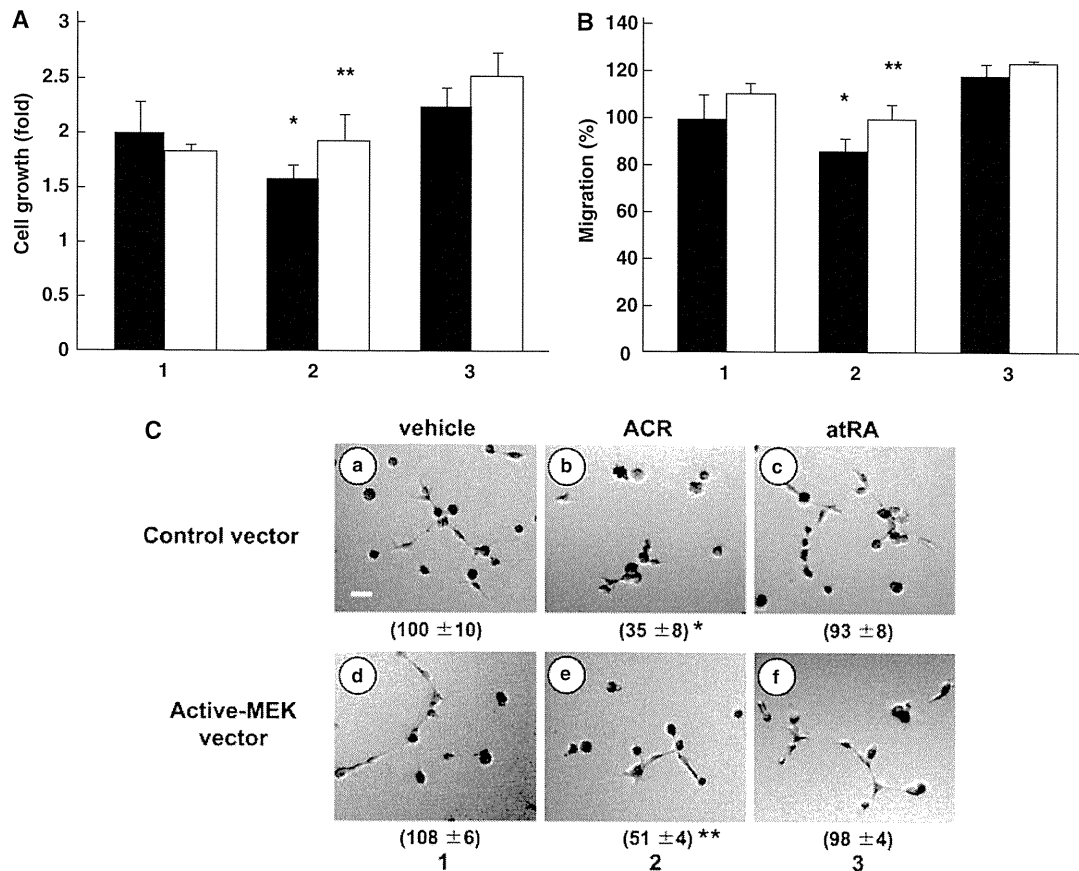 A
Cell growth (fold)
3
2.5
2
1.5
1
0.5
0
*
**
1 2 3
B
Migration (%)
140
120
100
80
60
40
20
0
*
**
1 2 3
C
vehicle ACR atRA
Control vector
a b c
(100 ±10) (35 ±8) * (93 ±8)
Active-MEK
vector
d e f
(108 ±6) (51 ±4) ** (98 ±4)
1 2 3